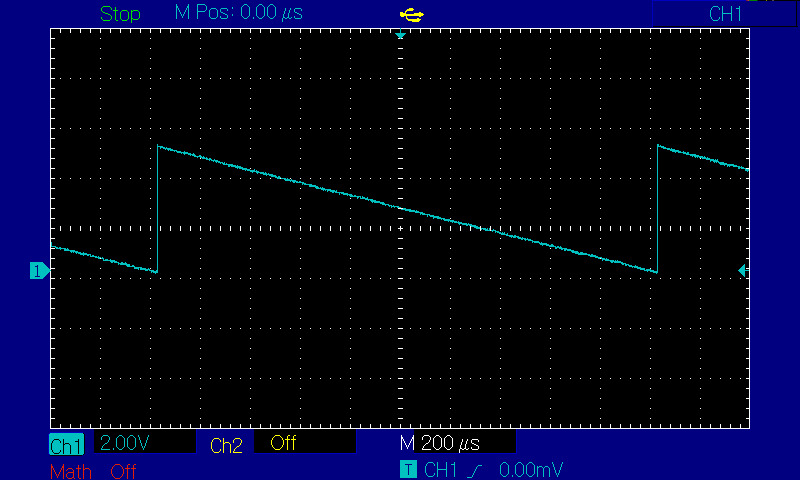 Stop M Pos: 0.00 μs CH1
1
Ch1 2.00V Ch2 Off M 200 μs
Math Off T CH1 0.00mV